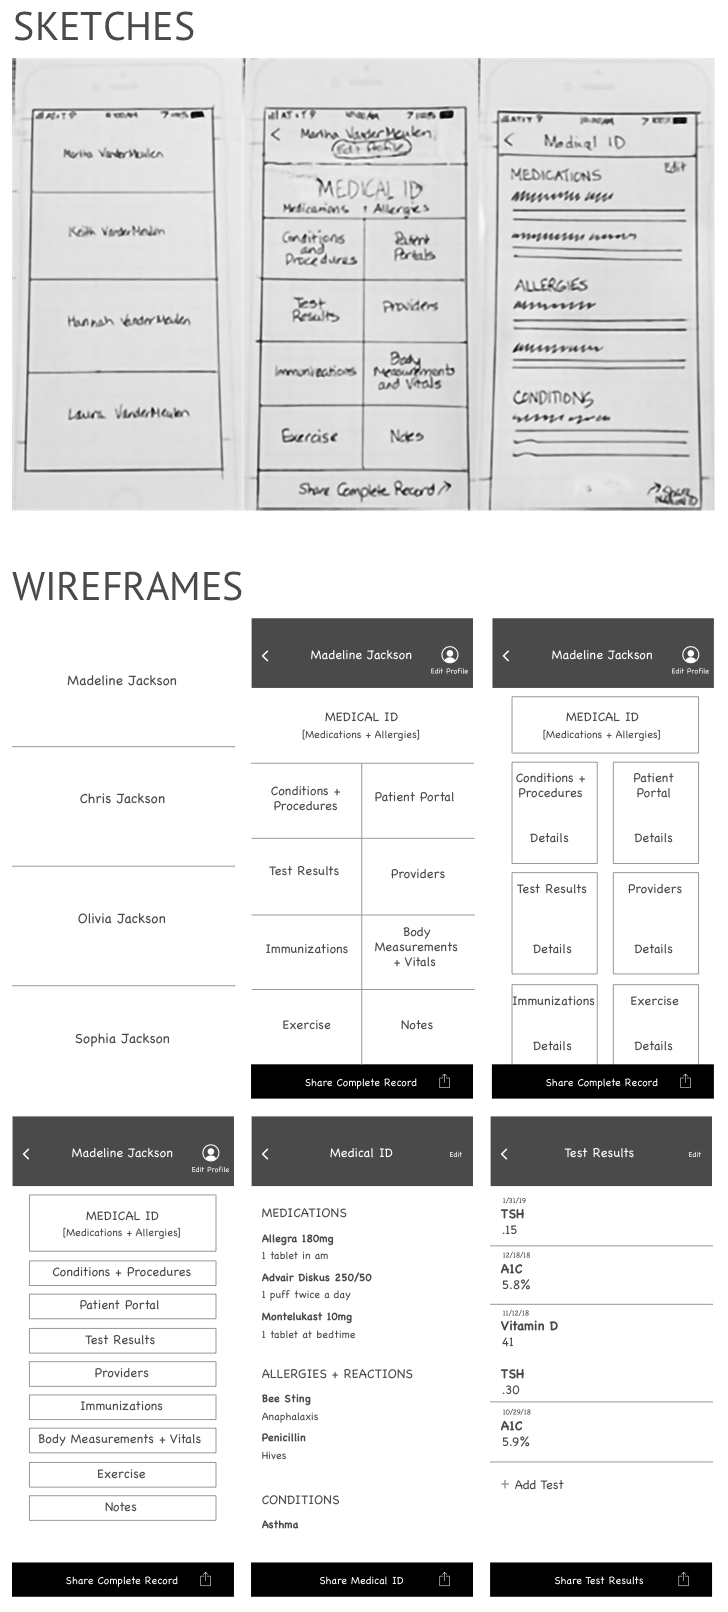 SKETCHES
Martha VanderMeulen
Keith VanderMeulen
Hannah VanderMeulen
Laura VanderMeulen
Martha VanderMeulen
Edit Profile
MEDICAL ID
Medications + Allergies
Conditions
and
Procedures
Patient
Portals
Test
Results
Providers
Immunizations
Body
Measurements
and Vitals
Exercise
Notes
Share Complete Record
Medical ID
Edit
MEDICATIONS
ALLERGIES
CONDITIONS
WIREFRAMES
Madeline Jackson
Chris Jackson
Olivia Jackson
Sophia Jackson
Madeline Jackson
Edit Profile
MEDICAL ID
[Medications + Allergies]
Conditions +
Procedures
Patient Portal
Test Results
Providers
Immunizations
Body
Measurements
+ Vitals
Exercise
Notes
Share Complete Record
Madeline Jackson
Edit Profile
MEDICAL ID
[Medications + Allergies]
Conditions +
Procedures
Details
Patient
Portal
Details
Test Results
Details
Providers
Details
Immunizations
Details
Exercise
Details
Share Complete Record
Madeline Jackson
Edit Profile
MEDICAL ID
[Medications + Allergies]
Conditions + Procedures
Patient Portal
Test Results
Providers
Immunizations
Body Measurements + Vitals
Exercise
Notes
Share Complete Record
Medical ID
Edit
MEDICATIONS
Allegra 180mg
1 tablet in am
Advair Diskus 250/50
1 puff twice a day
Montelukast 10mg
1 tablet at bedtime
ALLERGIES + REACTIONS
Bee Sting
Anaphalaxis
Penicillin
Hives
CONDITIONS
Asthma
Share Medical ID
Test Results
Edit
1/31/19
TSH
.15
12/18/18
A1C
5.8%
11/12/18
Vitamin D
41
TSH
.30
10/29/18
A1C
5.9%
+ Add Test
Share Test Results